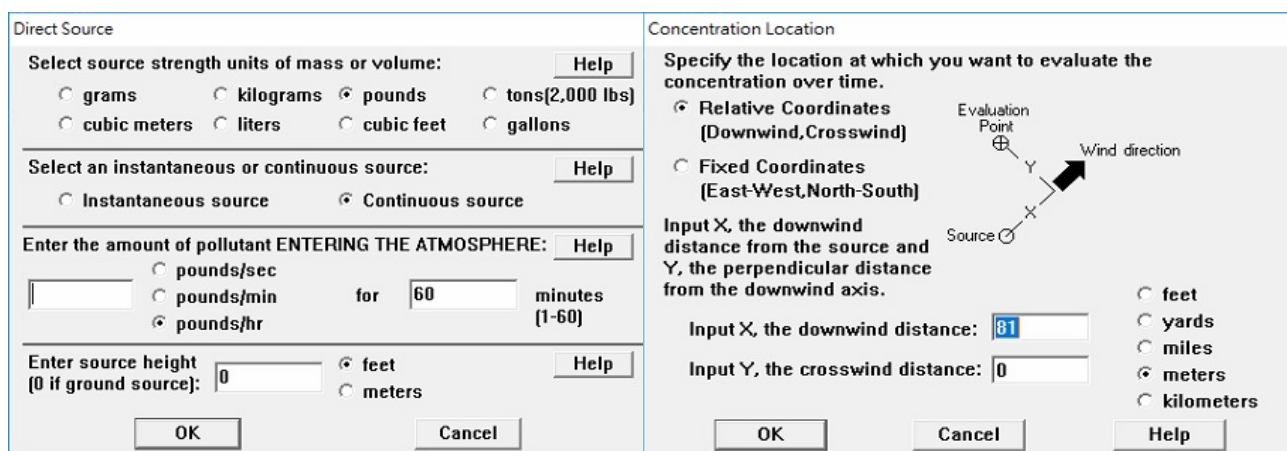 Direct Source
Select source strength units of mass or volume:
Help
grams
kilograms
pounds
tons(2,000 lbs)
cubic meters
liters
cubic feet
gallons
Select an instantaneous or continuous source:
Help
Instantaneous source
Continuous source
Enter the amount of pollutant ENTERING THE ATMOSPHERE:
Help
pounds/sec
pounds/min
pounds/hr
for
60
minutes
(1-60)
Enter source height
(0 if ground source):
0
feet
meters
Help
OK
Cancel
Concentration Location
Specify the location at which you want to evaluate the
concentration over time.
Relative Coordinates
(Downwind,Crosswind)
Fixed Coordinates
(East-West,North-South)
Evaluation
Point
Y
Wind direction
X
Source
Input X, the downwind
distance from the source and
Y, the perpendicular distance
from the downwind axis.
Input X, the downwind distance:
81
Input Y, the crosswind distance:
0
feet
yards
miles
meters
kilometers
OK
Cancel
Help